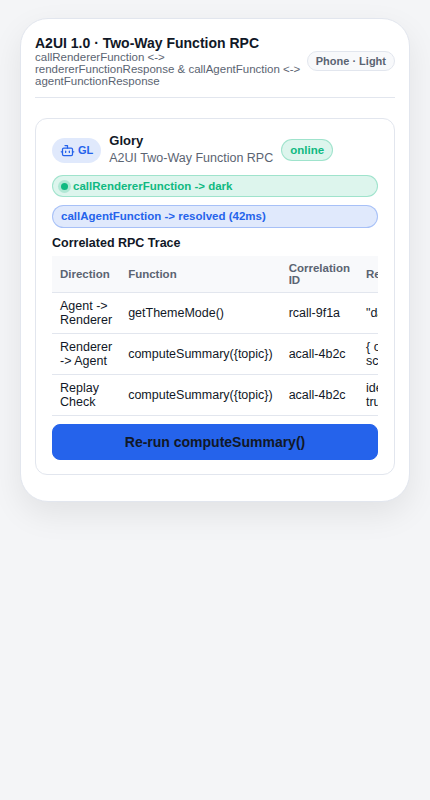 A2UI 1.0 · Two-Way Function RPC
callRendererFunction <->
rendererFunctionResponse & callAgentFunction <->
agentFunctionResponse
Phone · Light
GL
Glory
A2UI Two-Way Function RPC
online
callRendererFunction -> dark
callAgentFunction -> resolved (42ms)
Correlated RPC Trace
Direction Function Correlation ID
Agent -> Renderer getThemeMode() rcall-9f1a
Renderer -> Agent computeSummary({topic}) acall-4b2c
Replay Check computeSummary({topic}) acall-4b2c
Re-run computeSummary()